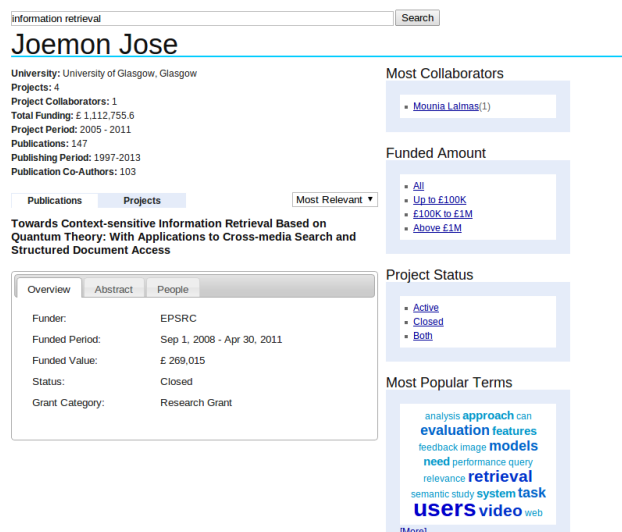 information retrieval Search
Joemon Jose
University: University of Glasgow, Glasgow
Projects: 4
Project Collaborators: 1
Total Funding: £ 1,112,755.6
Project Period: 2005 - 2011
Publications: 147
Publishing Period: 1997-2013
Publication Co-Authors: 103
Publications Projects Most Relevant
Towards Context-sensitive Information Retrieval Based on
Quantum Theory: With Applications to Cross-media Search and
Structured Document Access
Overview Abstract People
Funder: EPSRC
Funded Period: Sep 1, 2008 - Apr 30, 2011
Funded Value: £ 269,015
Status: Closed
Grant Category: Research Grant
Most Collaborators
Mounia Lalmas(1)
Funded Amount
All
Up to £100K
£100K to £1M
Above £1M
Project Status
Active
Closed
Both
Most Popular Terms
analysis approach can
evaluation features
feedback image models
need performance query
relevance retrieval
semantic study system task
users video web
[More]